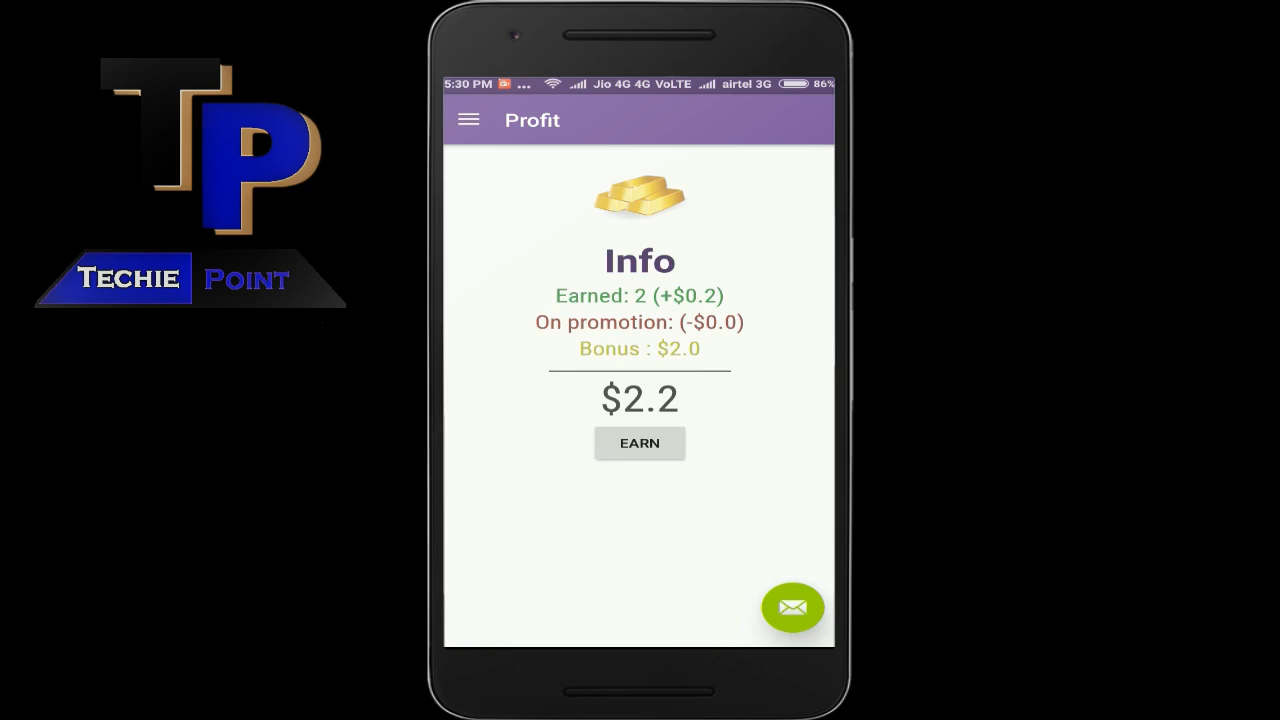 TP
TECHIE POINT
5:30 PM ... Jio 4G 4G VoLTE airtel 3G 86%
Profit
Info
Earned: 2 (+$0.2)
On promotion: (-$0.0)
Bonus : $2.0
$2.2
EARN